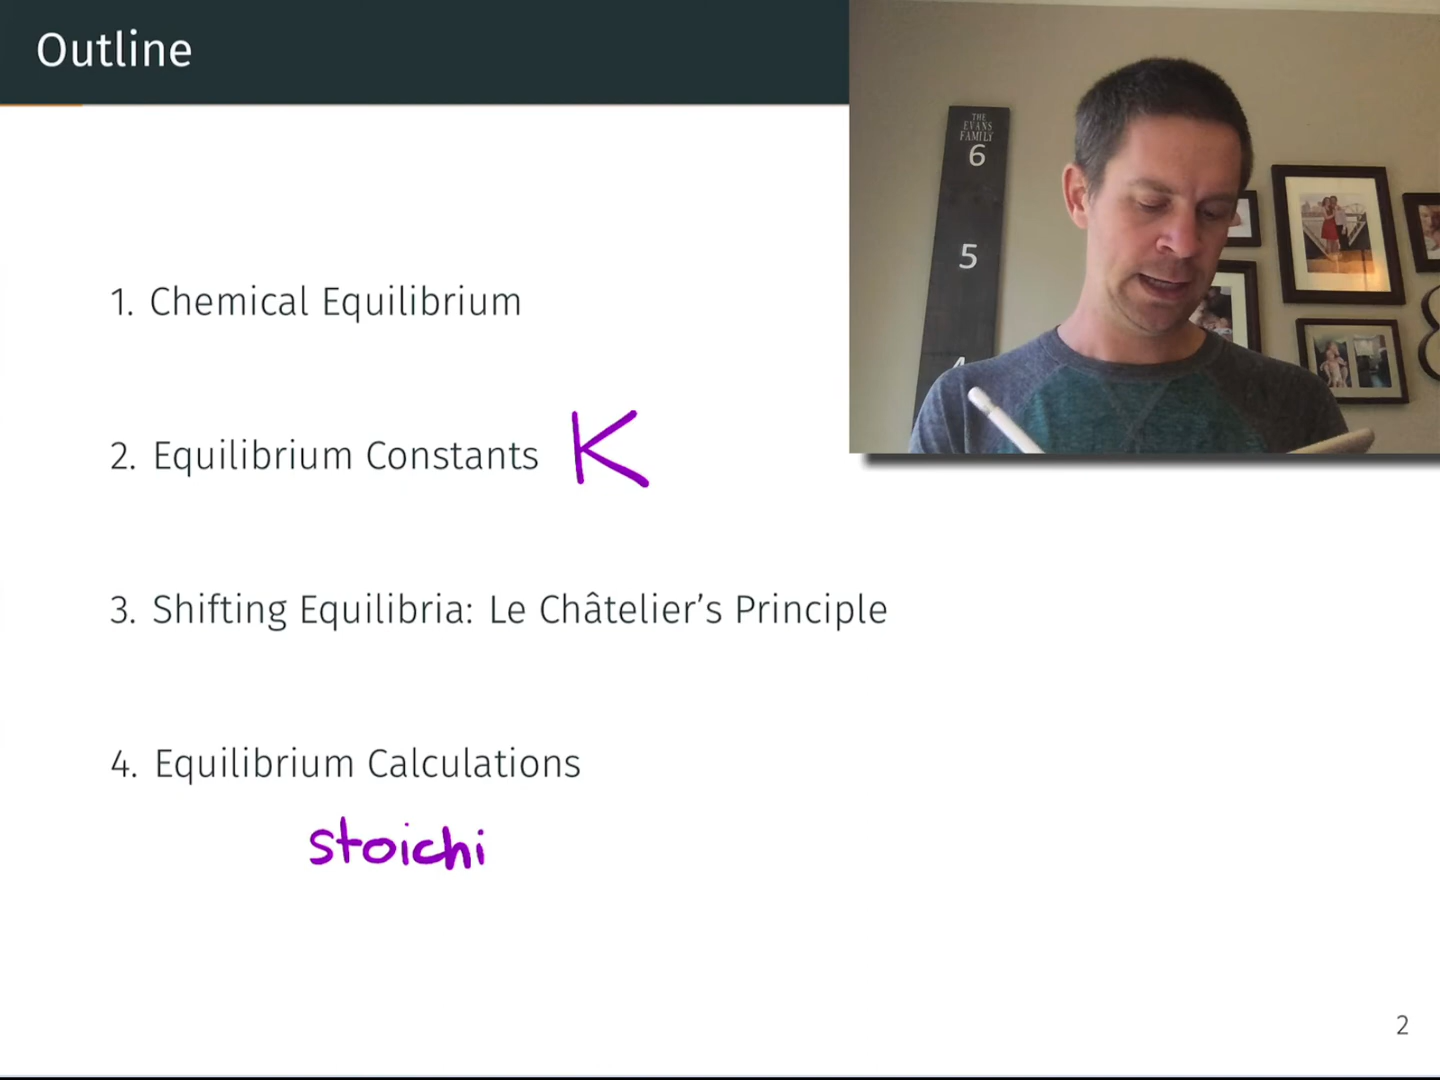 Outline
THE
EVANS
FAMILY
6
5
4
1. Chemical Equilibrium
2. Equilibrium Constants K
3. Shifting Equilibria: Le Châtelier’s Principle
4. Equilibrium Calculations
stoichi
2